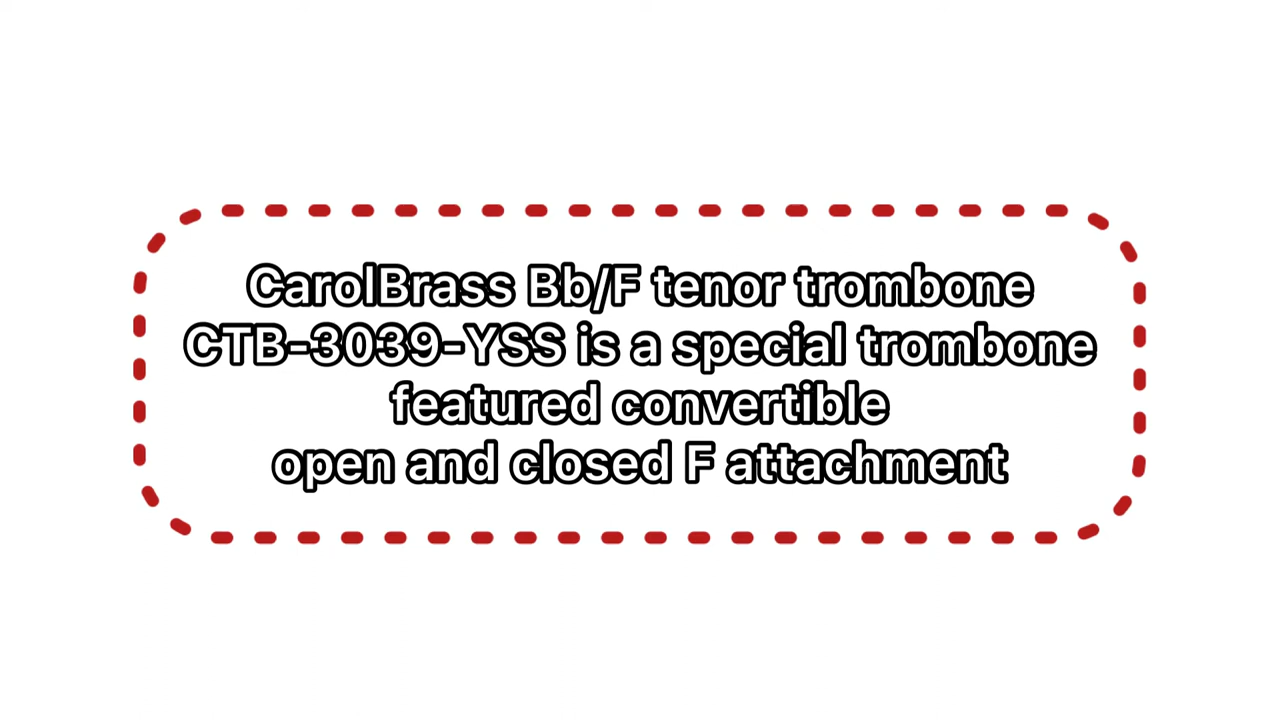 CarolBrass Bb/F tenor trombone
CTB-3039-YSS is a special trombone
featured convertible
open and closed F attachment